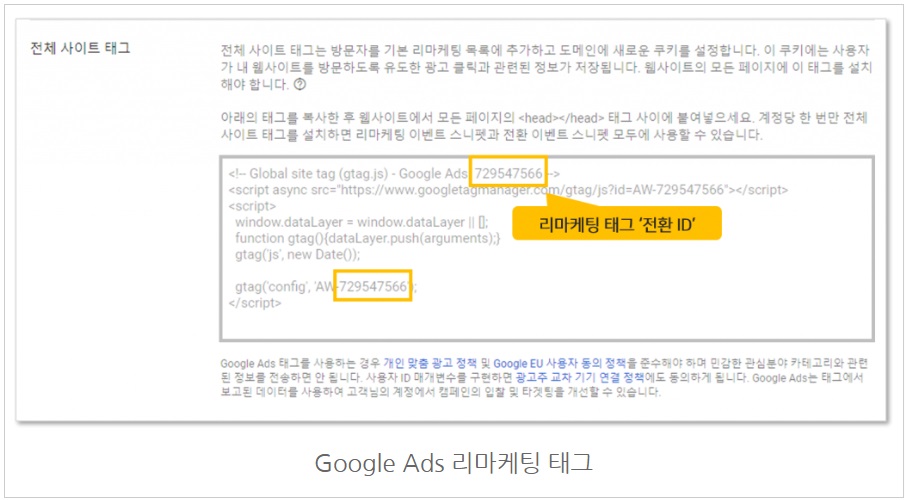 전체 사이트 태그
전체 사이트 태그는 방문자를 기본 리마케팅 목록에 추가하고 도메인에 새로운 쿠키를 설정합니다. 이 쿠키에는 사용자
가 내 웹사이트를 방문하도록 유도한 광고 클릭과 관련된 정보가 저장됩니다. 웹사이트의 모든 페이지에 이 태그를 설치
해야 합니다. ?
아래의 태그를 복사한 후 웹사이트에서 모든 페이지의 <head></head> 태그 사이에 붙여넣으세요. 계정당 한 번만 전체
사이트 태그를 설치하면 리마케팅 이벤트 스니펫과 전환 이벤트 스니펫 모두에 사용할 수 있습니다.
<!-- Global site tag (gtag.js) - Google Ads: 729547566 -->
<script async src="https://www.googletagmanager.com/gtag/js?id=AW-729547566"></script>
<script>
window.dataLayer = window.dataLayer || [];
function gtag(){dataLayer.push(arguments);}
gtag('js', new Date());
gtag('config', 'AW-729547566');
</script>
리마케팅 태그 '전환 ID'
Google Ads 태그를 사용하는 경우 개인 맞춤 광고 정책 및 Google EU 사용자 동의 정책을 준수해야 하며 민감한 관심분야 카테고리와 관련
된 정보를 전송하면 안 됩니다. 사용자 ID 매개변수를 구현하면 광고주 교차 기기 연결 정책에도 동의하게 됩니다. Google Ads는 태그에서
보고된 데이터를 사용하여 고객님의 계정에서 캠페인의 입찰 및 타겟팅을 개선할 수 있습니다.
Google Ads 리마케팅 태그